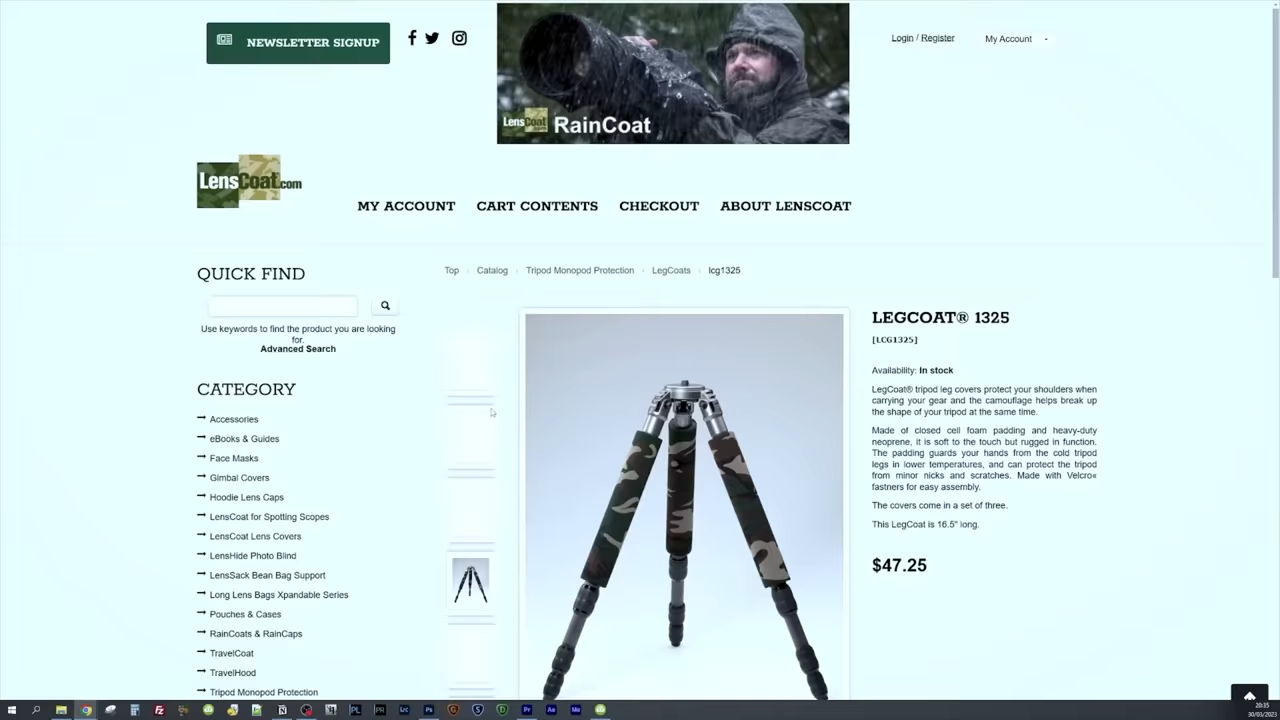 NEWSLETTER SIGNUP
LensCoat
RainCoat
Login / Register
My Account
LensCoat.com
MY ACCOUNT
CART CONTENTS
CHECKOUT
ABOUT LENSCOAT
QUICK FIND
Use keywords to find the product you are looking
for.
Advanced Search
CATEGORY
Accessories
eBooks & Guides
Face Masks
Gimbal Covers
Hoodie Lens Caps
LensCoat for Spotting Scopes
LensCoat Lens Covers
LensHide Photo Blind
LensSack Bean Bag Support
Long Lens Bags Xpandable Series
Pouches & Cases
RainCoats & RainCaps
TravelCoat
TravelHood
Tripod Monopod Protection
Top › Catalog › Tripod Monopod Protection › LegCoats › lcg1325
LEGCOAT® 1325
[LCG1325]
Availability: In stock
LegCoat® tripod leg covers protect your shoulders when
carrying your gear and the camouflage helps break up
the shape of your tripod at the same time.
Made of closed cell foam padding and heavy-duty
neoprene, it is soft to the touch but rugged in function.
The padding guards your hands from the cold tripod
legs in lower temperatures, and can protect the tripod
from minor nicks and scratches. Made with Velcro«
fastners for easy assembly.
The covers come in a set of three.
This LegCoat is 16.5" long.
$47.25
20:35
30/03/2023